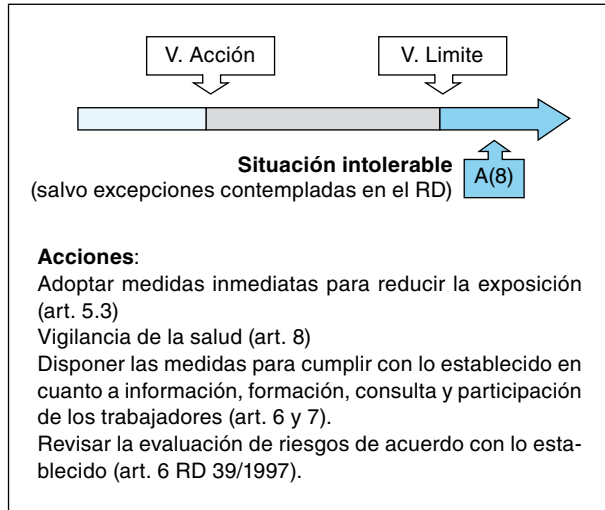 V. Acción
V. Limite
Situación intolerable
(salvo excepciones contempladas en el RD)
A(8)
Acciones:
Adoptar medidas inmediatas para reducir la exposición
(art. 5.3)
Vigilancia de la salud (art. 8)
Disponer las medidas para cumplir con lo establecido en
cuanto a información, formación, consulta y participación
de los trabajadores (art. 6 y 7).
Revisar la evaluación de riesgos de acuerdo con lo esta-
blecido (art. 6 RD 39/1997).